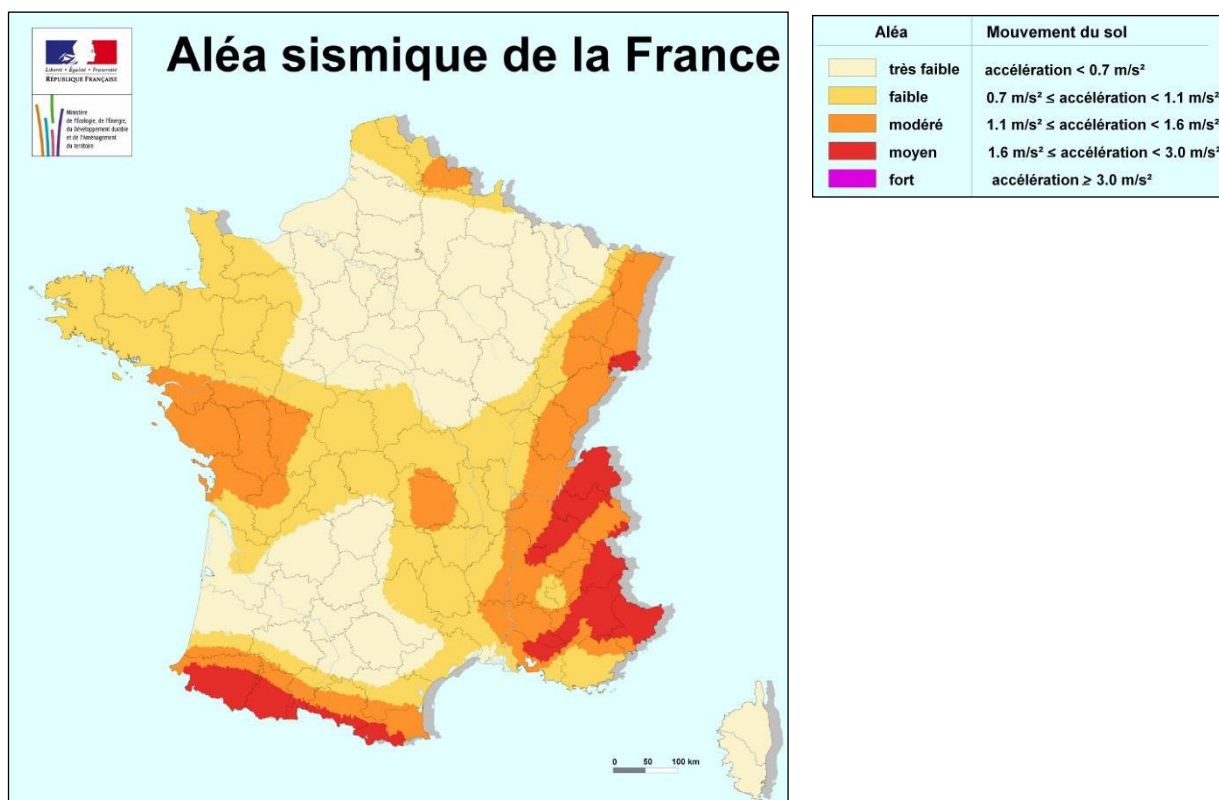 Aléa sismique de la France
Liberté • Égalité • Fraternité
RÉPUBLIQUE FRANÇAISE
Ministère
de l'Écologie, de l'Énergie,
du Développement durable
et de l'Aménagement
du territoire
0 50 100 km
Aléa Mouvement du sol
très faible accélération < 0.7 m/s²
faible 0.7 m/s² ≤ accélération < 1.1 m/s²
modéré 1.1 m/s² ≤ accélération < 1.6 m/s²
moyen 1.6 m/s² ≤ accélération < 3.0 m/s²
fort accélération ≥ 3.0 m/s²